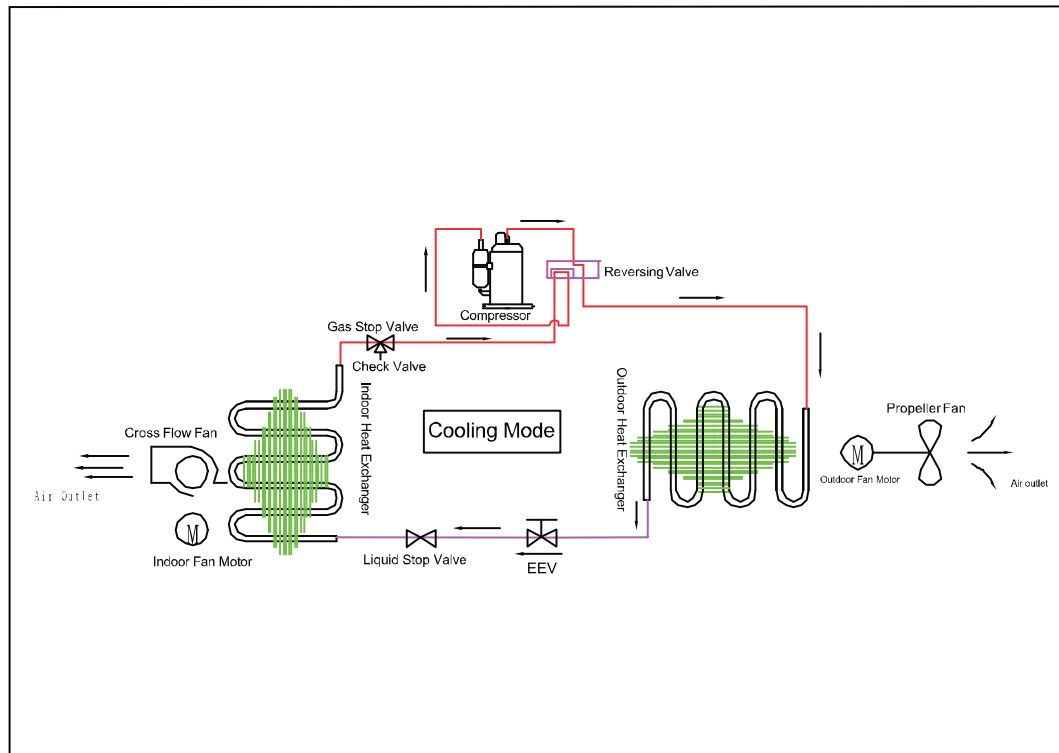 Reversing Valve
Compressor
Gas Stop Valve
Check Valve
Indoor Heat Exchanger
Outdoor Heat Exchanger
Cooling Mode
Propeller Fan
Cross Flow Fan
M
Outdoor Fan Motor
Air outlet
Air Outlet
M
Indoor Fan Motor
Liquid Stop Valve
EEV